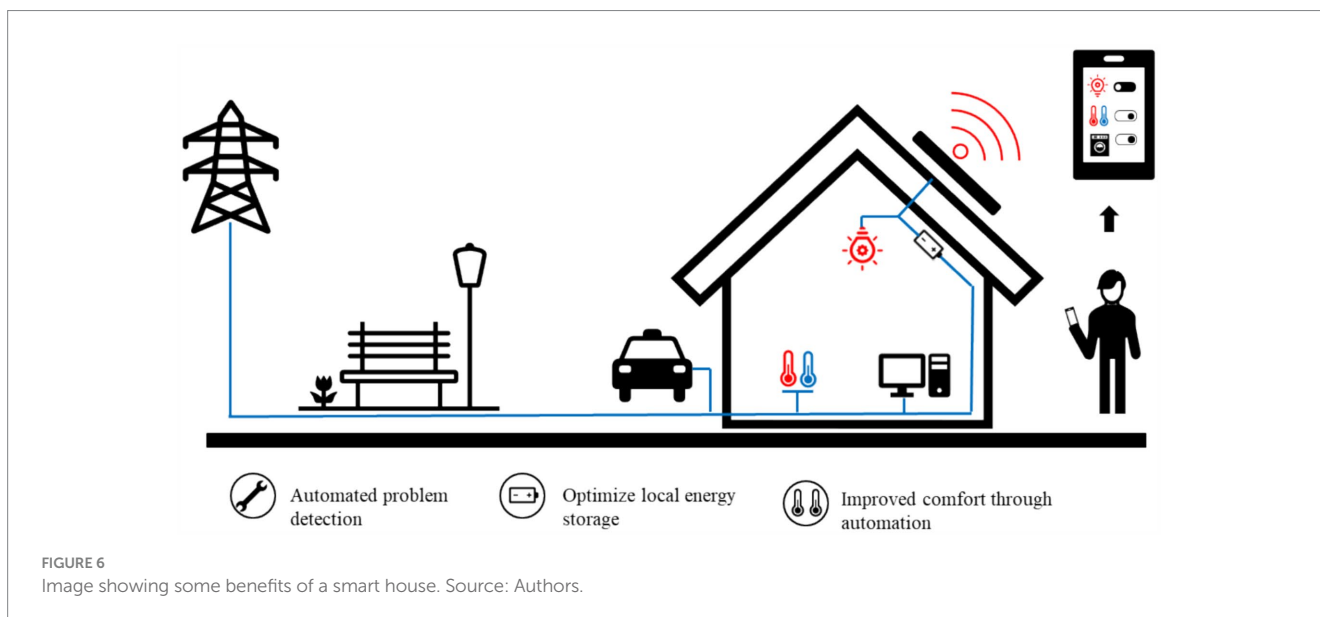 Automated problem
detection
Optimize local energy
storage
Improved comfort through
automation
FIGURE 6
Image showing some benefits of a smart house. Source: Authors.